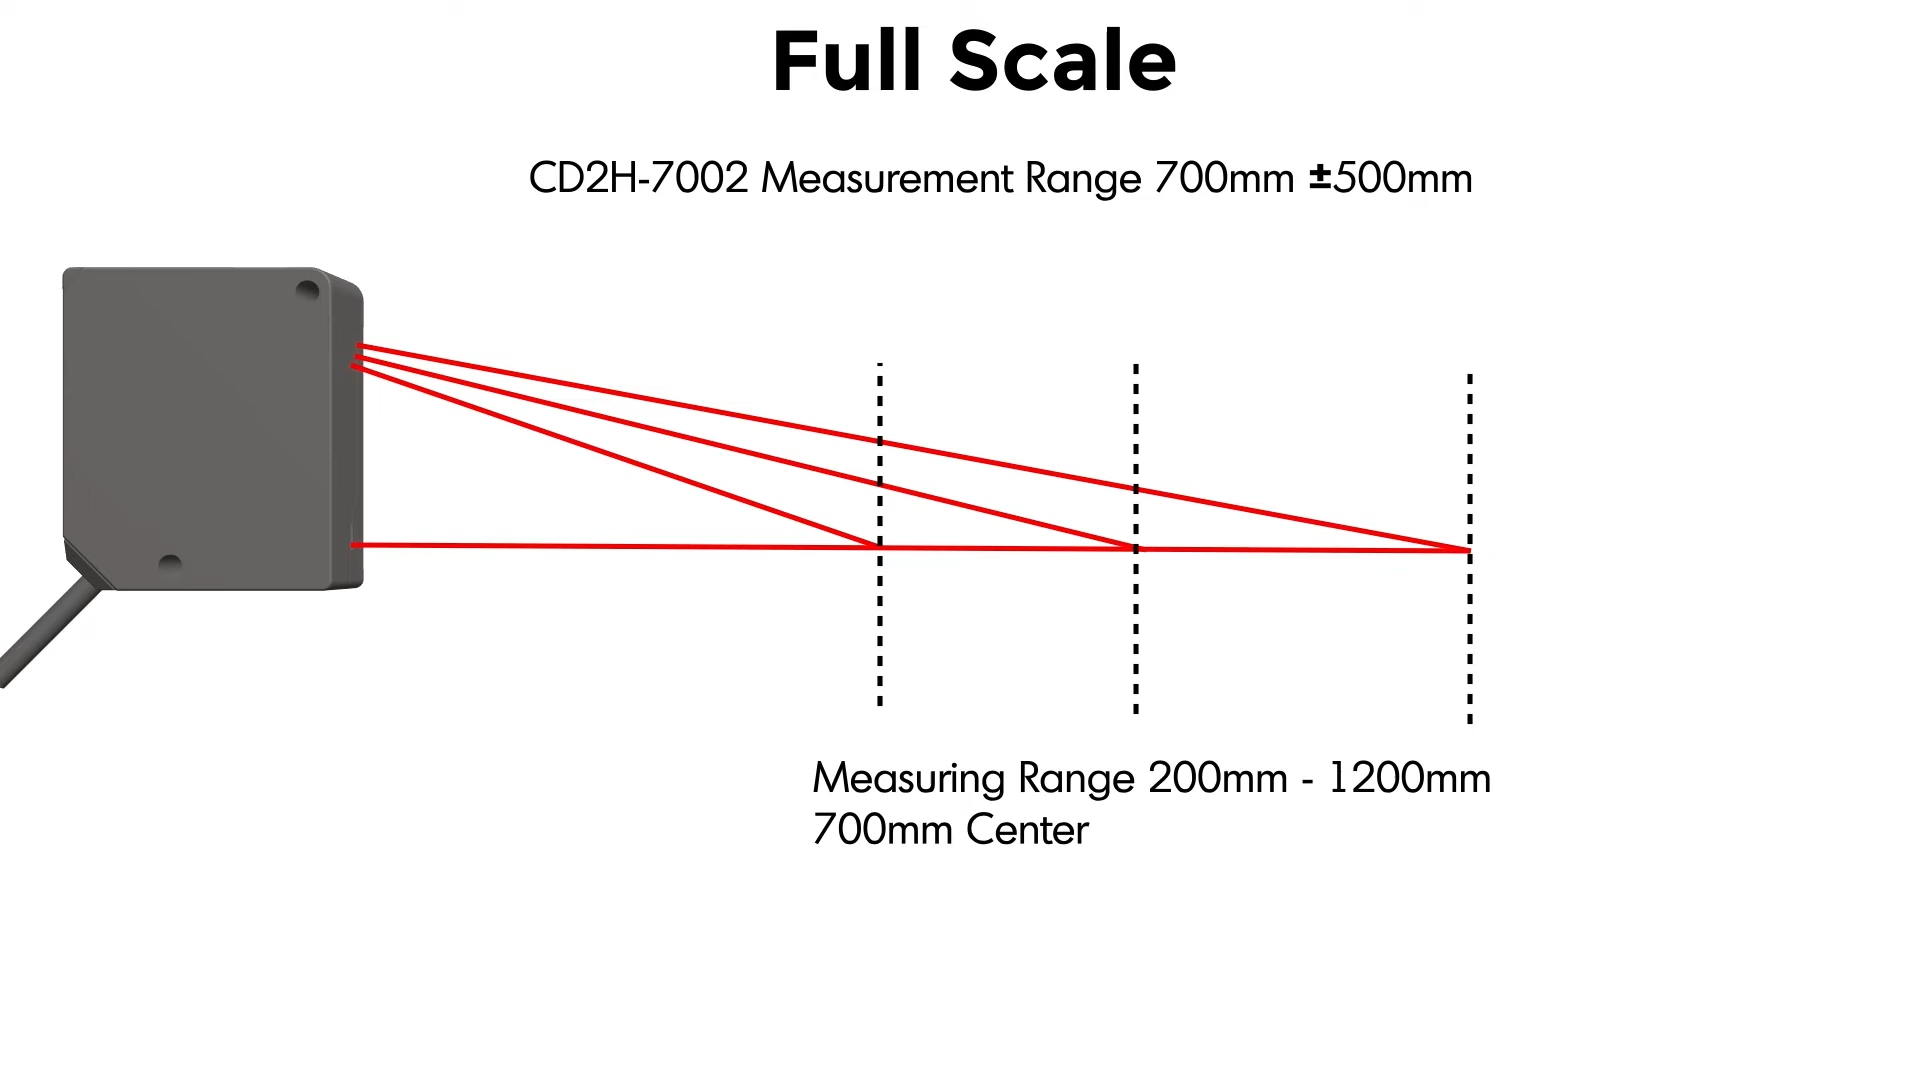 Full Scale
CD2H-7002 Measurement Range 700mm ±500mm
Measuring Range 200mm - 1200mm
700mm Center